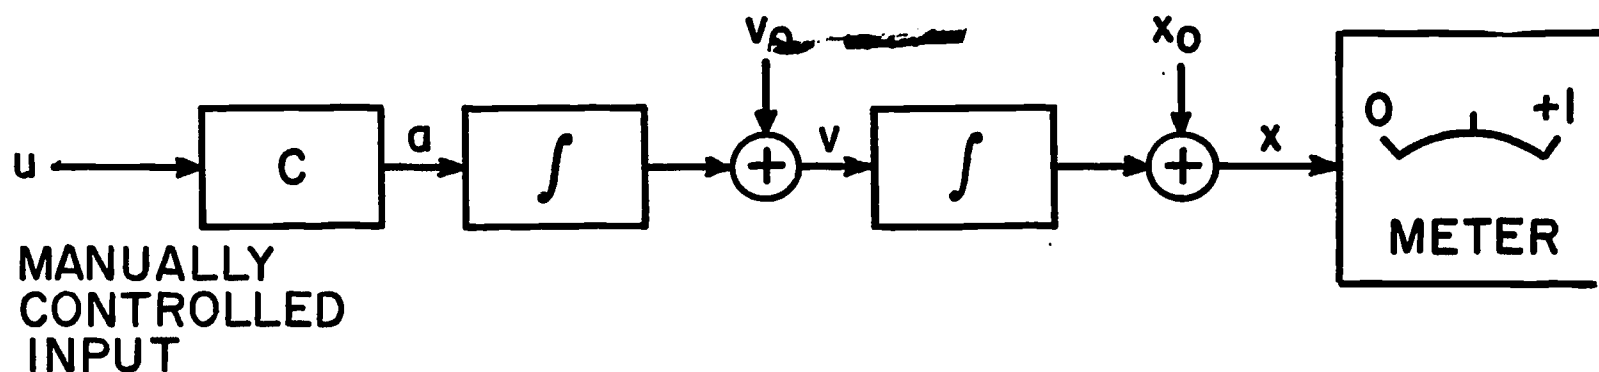 v₀
x₀
u
C
a
∫
+
v
∫
+
x
0
+1
METER
MANUALLY
CONTROLLED
INPUT